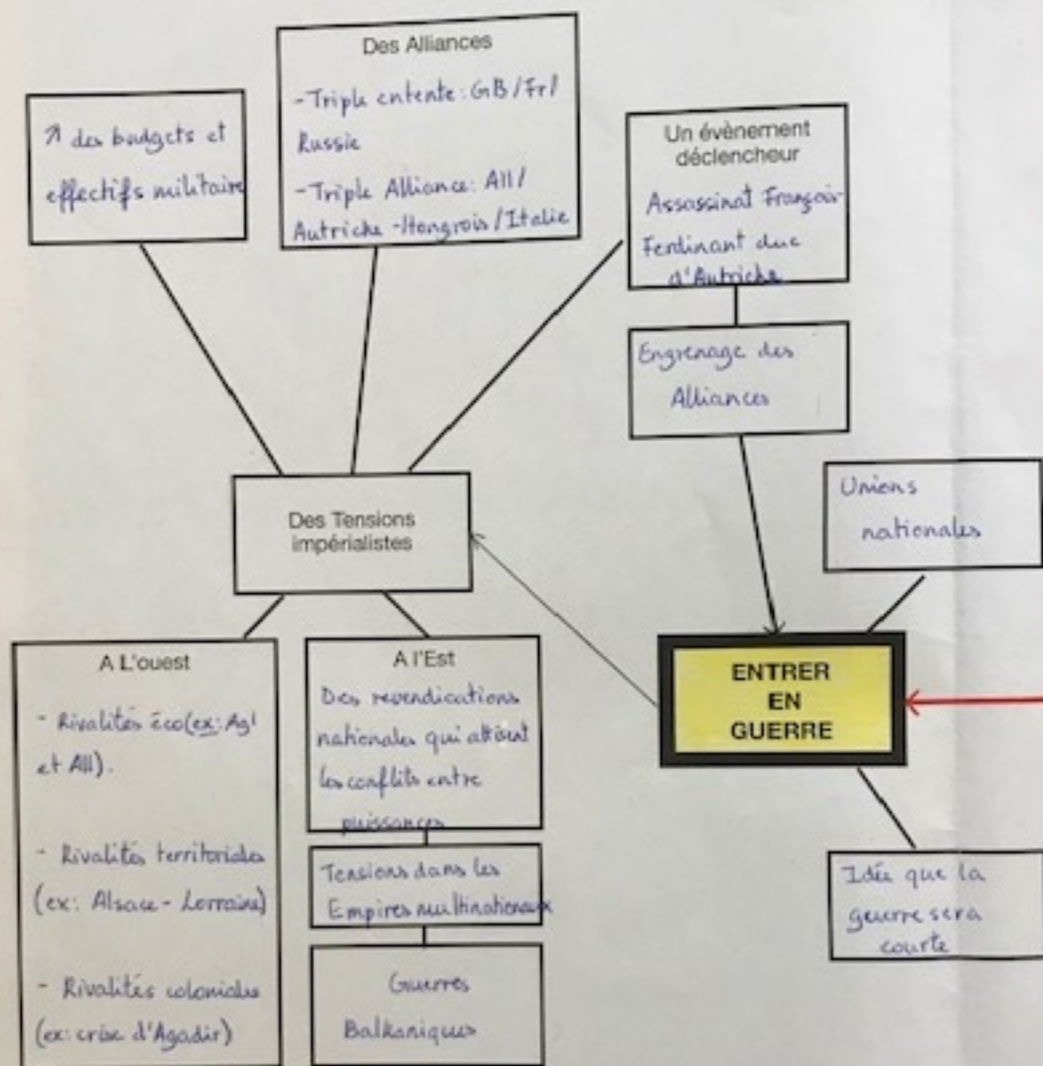 Des Alliances
-Triple entente: GB/Fr/
Russie
-Triple Alliance: All/
Autriche-Hongrois/Italie
↗ des budgets et
effectifs militaire
Un évènement
déclencheur
Assassinat François-
Ferdinant duc
d'Autriche
Engrenage des
Alliances
Unions
nationales
Des Tensions
impérialistes
A L'ouest
- Rivalités éco(ex: Ag'
et All).
- Rivalités territoriales
(ex: Alsace-Lorraine)
- Rivalités coloniales
(ex: crise d'Agadir)
A l'Est
Des revendications
nationales qui attisent
les conflits entre
puissances
Tensions dans les
Empires multinationaux
Guerres
Balkaniques
ENTRER
EN
GUERRE
Idée que la
geurre sera
courte